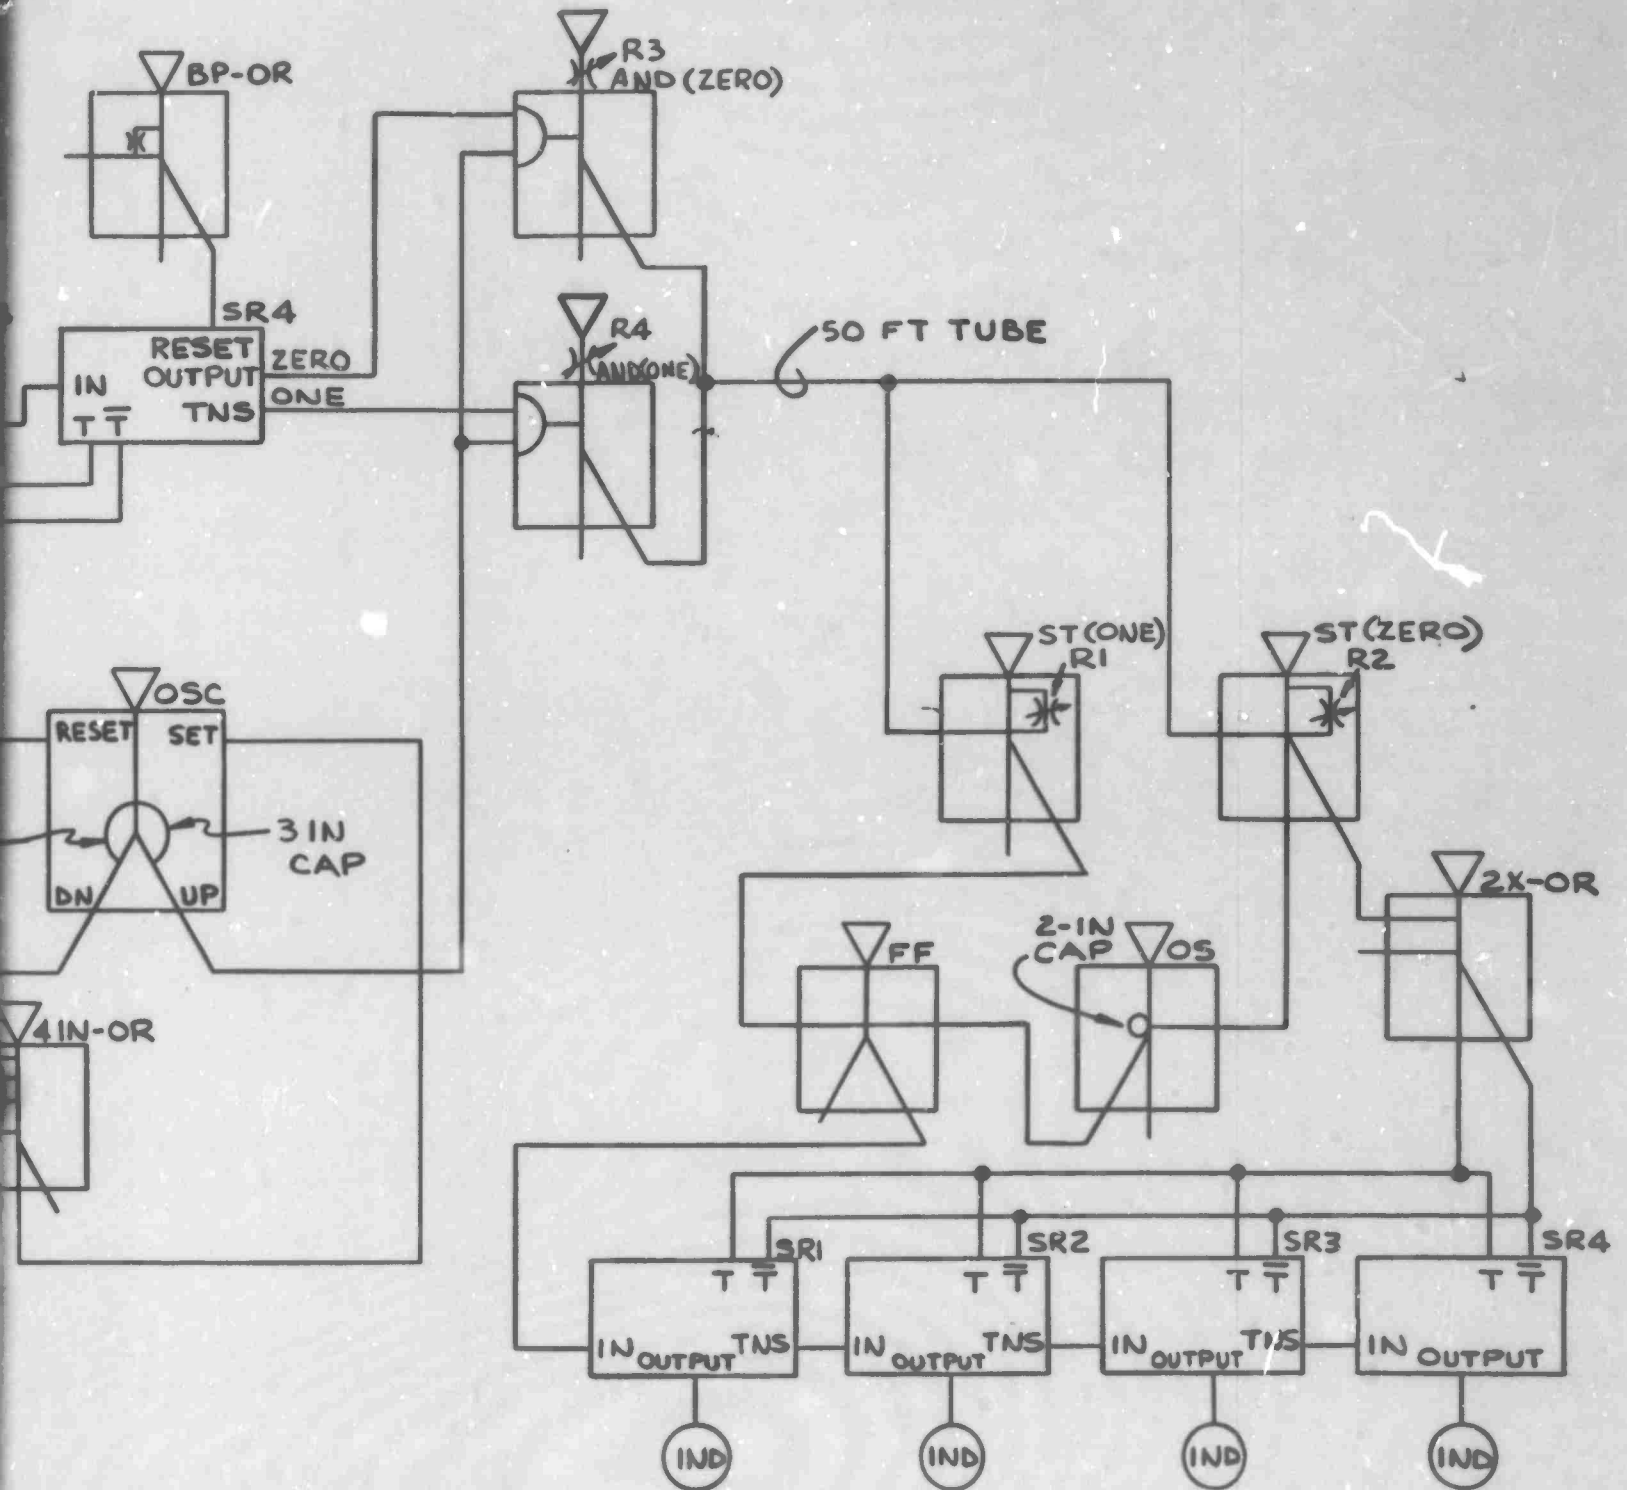 BP-OR
R3
AND (ZERO)
SR4
RESET
OUTPUT
IN
T T̅
TNS
ZERO
ONE
R4
AND(ONE)
50 FT TUBE
ST(ONE)
R1
ST(ZERO)
R2
OSC
RESET
SET
3 IN
CAP
DN
UP
2X-OR
FF
2-IN
CAP
OS
4IN-OR
SR1
T T̅
IN
OUTPUT
TNS
SR2
T T̅
IN
OUTPUT
TNS
SR3
T T̅
IN
OUTPUT
TNS
SR4
T T̅
IN
OUTPUT
IND
IND
IND
IND